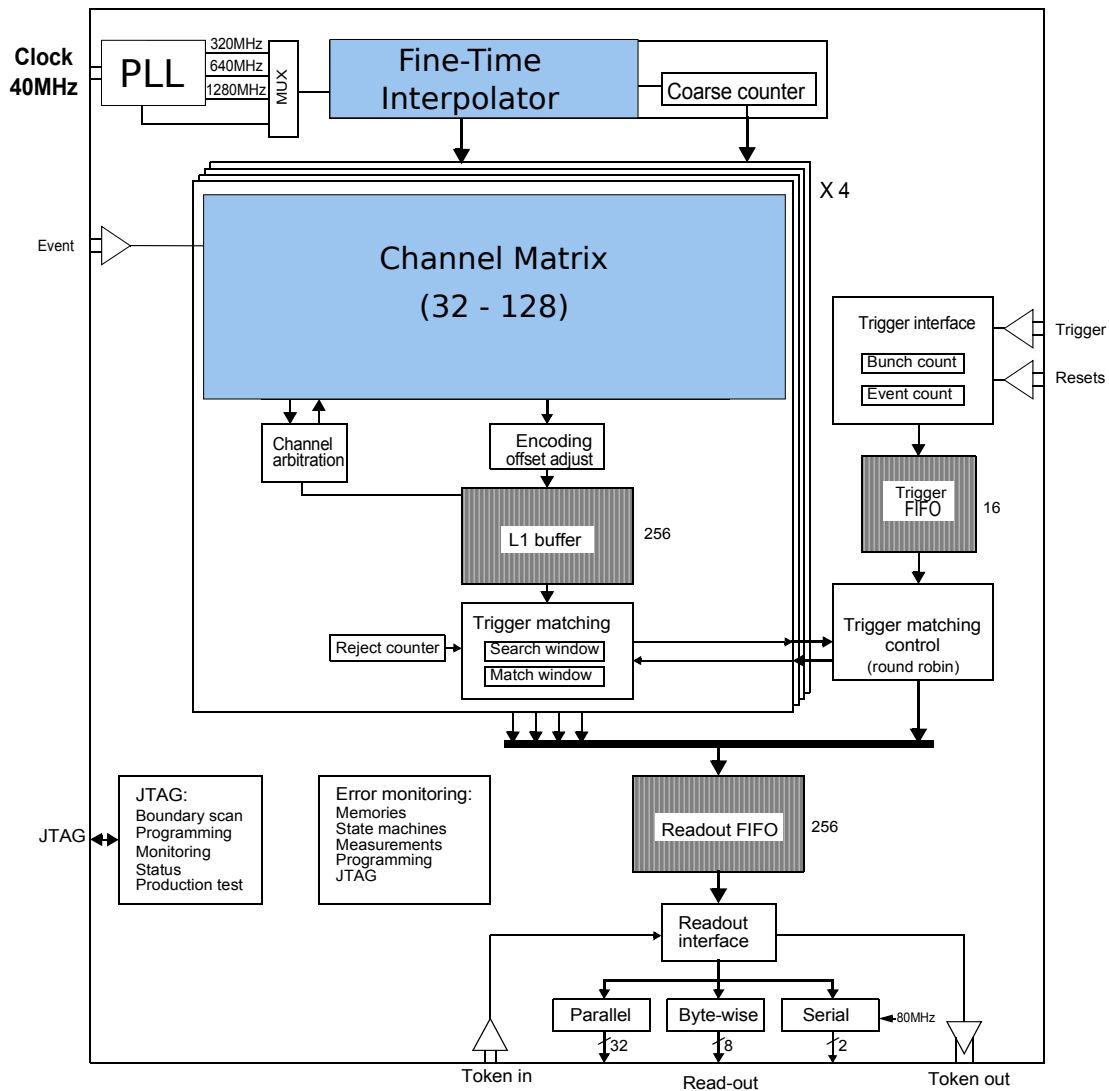 Clock
40MHz
PLL
320MHz
640MHz
1280MHz
MUX
Fine-Time
Interpolator
Coarse counter
X 4
Event
Channel Matrix
(32 - 128)
Trigger interface
Bunch count
Event count
Trigger
Resets
Channel
arbitration
Encoding
offset adjust
L1 buffer
256
Trigger
FIFO
16
Trigger matching
Search window
Match window
Reject counter
Trigger matching
control
(round robin)
JTAG
JTAG:
Boundary scan
Programming
Monitoring
Status
Production test
Error monitoring:
Memories
State machines
Measurements
Programming
JTAG
Readout FIFO
256
Readout
interface
Parallel
Byte-wise
Serial
80MHz
32
8
2
Token in
Read-out
Token out